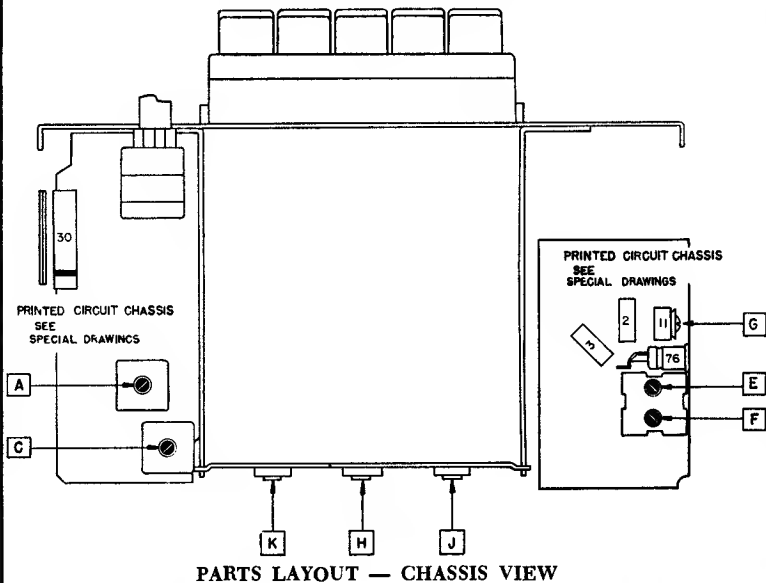 30
PRINTED CIRCUIT CHASSIS
SEE
SPECIAL DRAWINGS
A
C
PRINTED CIRCUIT CHASSIS
SEE
SPECIAL DRAWINGS
2
11
G
3
76
E
F
K
H
J
PARTS LAYOUT — CHASSIS VIEW